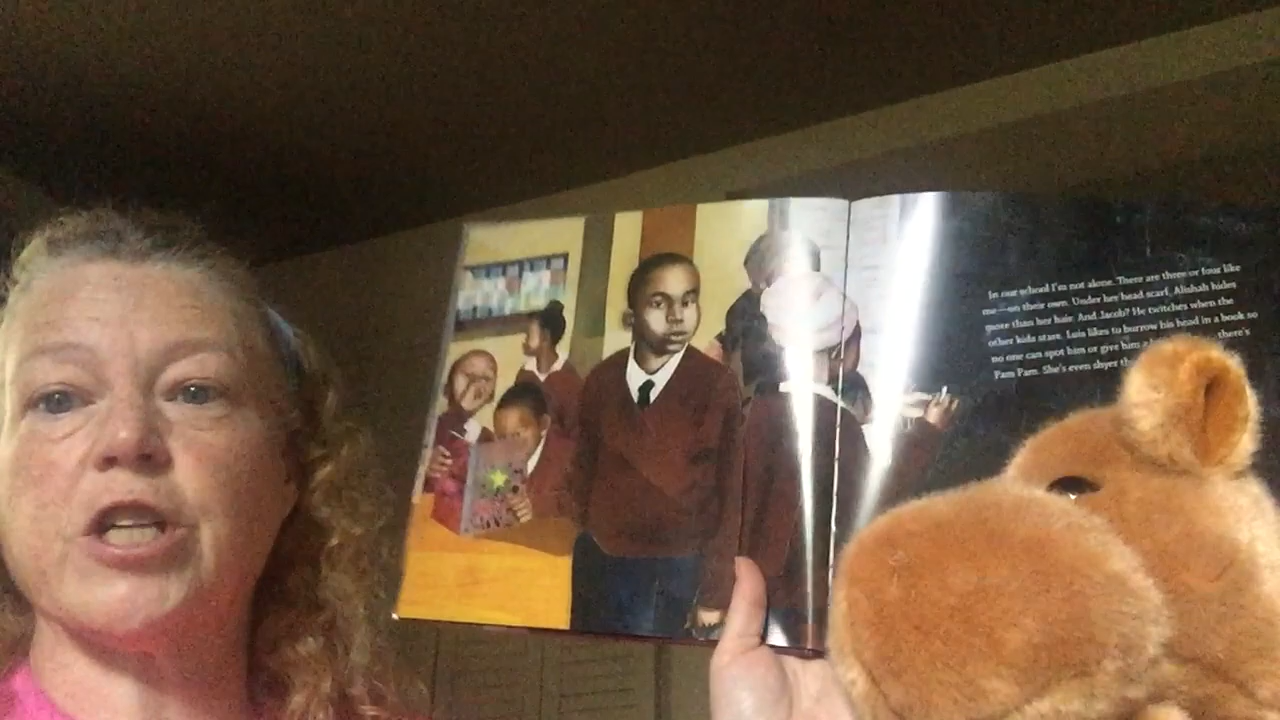 In our school I'm not alone. There are three or four like
me—on their own. Under her head scarf, Alishah hides
more than her hair. And Jacob? He twitches when the
other kids stare. Luis likes to burrow his head in a book so
no one can spot him or give him a there's
Pam Pam. She's even shyer